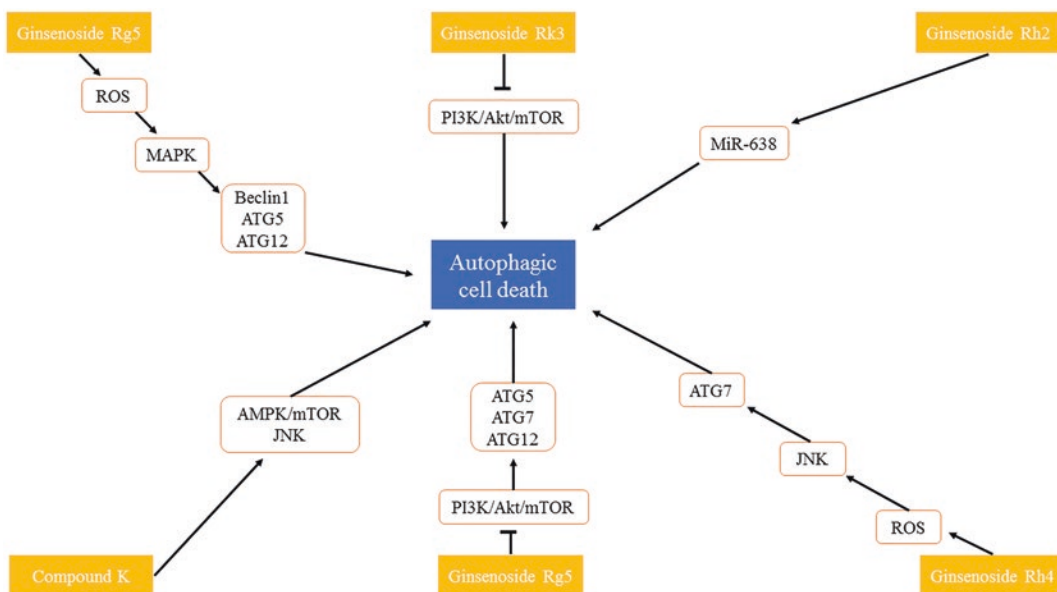 Ginsenoside Rg5
Ginsenoside Rk3
Ginsenoside Rh2
ROS
PI3K/Akt/mTOR
MiR-638
MAPK
Beclin1
ATG5
ATG12
Autophagic
cell death
AMPK/mTOR
JNK
ATG5
ATG7
ATG12
ATG7
JNK
PI3K/Akt/mTOR
ROS
Compound K
Ginsenoside Rg5
Ginsenoside Rh4